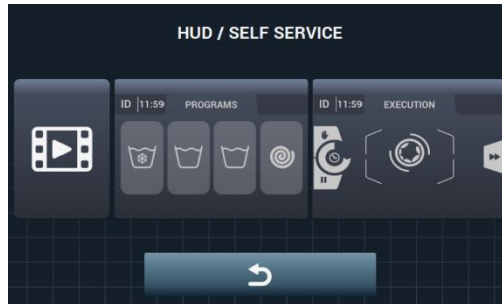 HUD / SELF SERVICE
ID 11:59 PROGRAMS
ID 11:59 EXECUTION